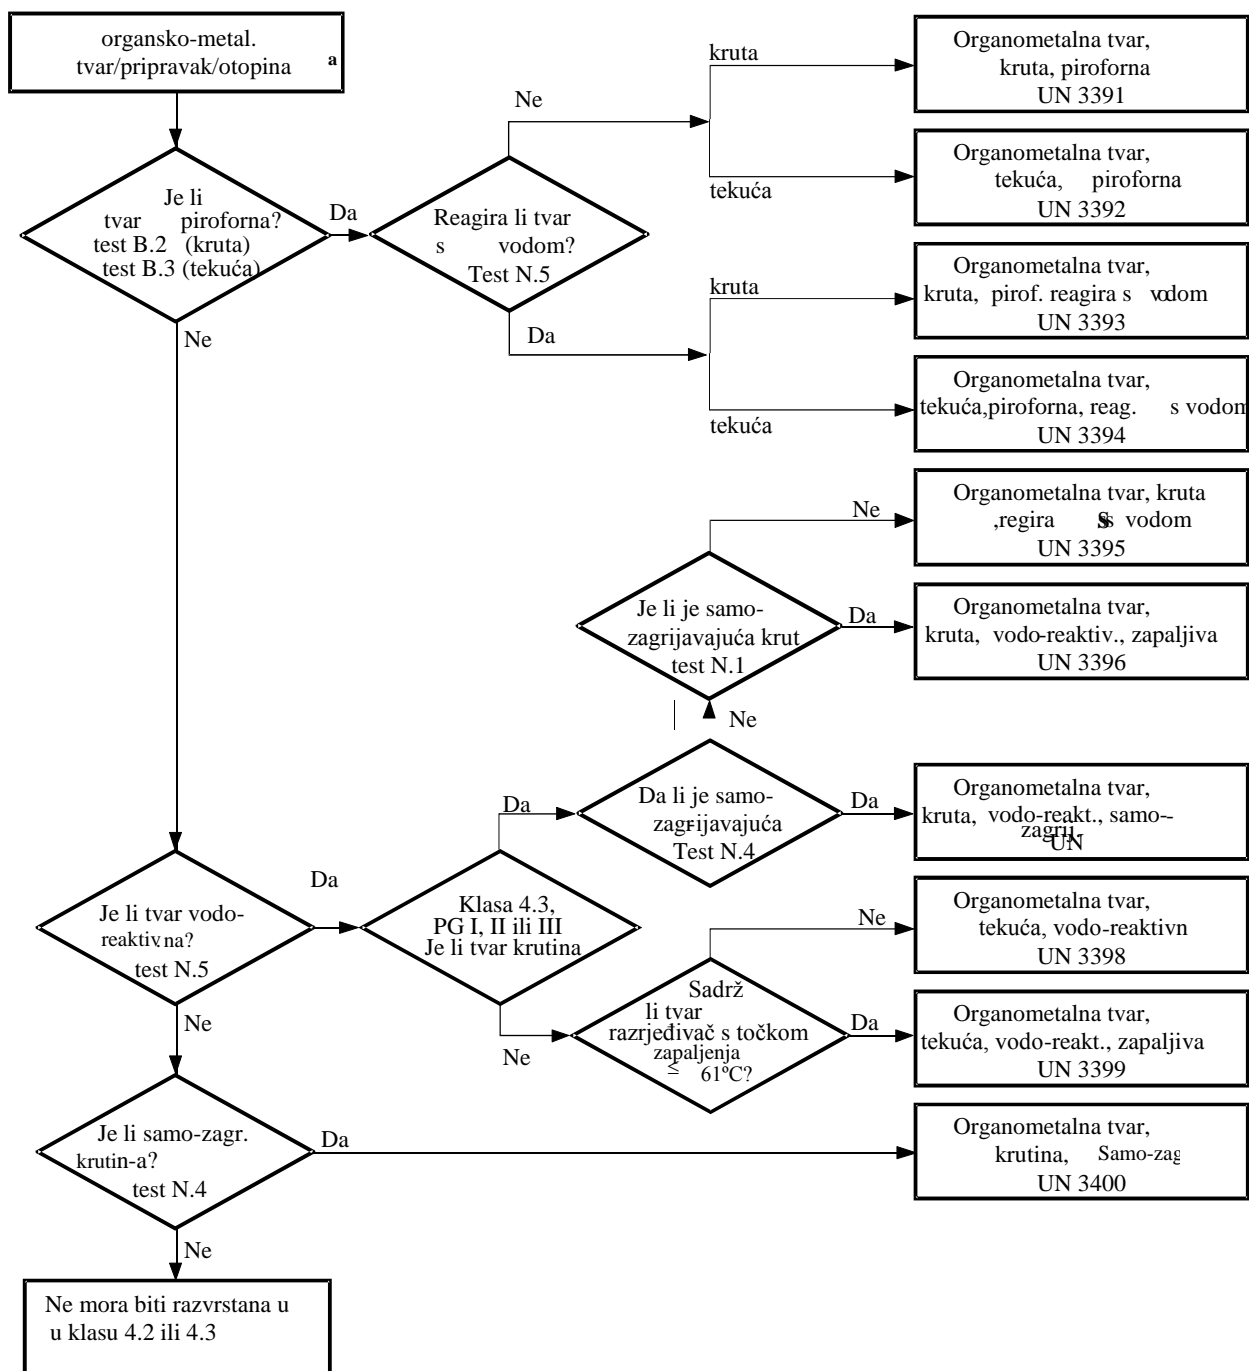 organsko-metal.
tvar/pripravak/otopina a
Je li
tvar piroforna?
test B.2 (kruta)
test B.3 (tekuća)
Da
Ne
Reagira li tvar
s vodom?
Test N.5
Ne
Da
kruta
tekuća
kruta
tekuća
Organometalna tvar,
kruta, piroforna
UN 3391
Organometalna tvar,
tekuća, piroforna
UN 3392
Organometalna tvar,
kruta, pirof. reagira s vodom
UN 3393
Organometalna tvar,
tekuća,piroforna, reag. s vodom
UN 3394
Ne
Organometalna tvar, kruta
,regira s vodom
UN 3395
Je li je samo-
zagrijavajuća krut
test N.1
Da
Organometalna tvar,
kruta, vodo-reaktiv., zapaljiva
UN 3396
Ne
Da li je samo-
zagrijavajuća
Test N.4
Da
Da
Organometalna tvar,
kruta, vodo-reakt., samo--
zagrij.
UN
Je li tvar vodo-
reaktivna?
test N.5
Da
Klasa 4.3,
PG I, II ili III
Je li tvar krutina
Ne
Organometalna tvar,
tekuća, vodo-reaktivn
UN 3398
Ne
Ne
Sadrž
li tvar
razrjeđivač s točkom
zapaljenja
≤ 61ºC?
Da
Organometalna tvar,
tekuća, vodo-reakt., zapaljiva
UN 3399
Je li samo-zagr.
krutin-a?
test N.4
Da
Organometalna tvar,
krutina, Samo-zag
UN 3400
Ne
Ne mora biti razvrstana u
u klasu 4.2 ili 4.3